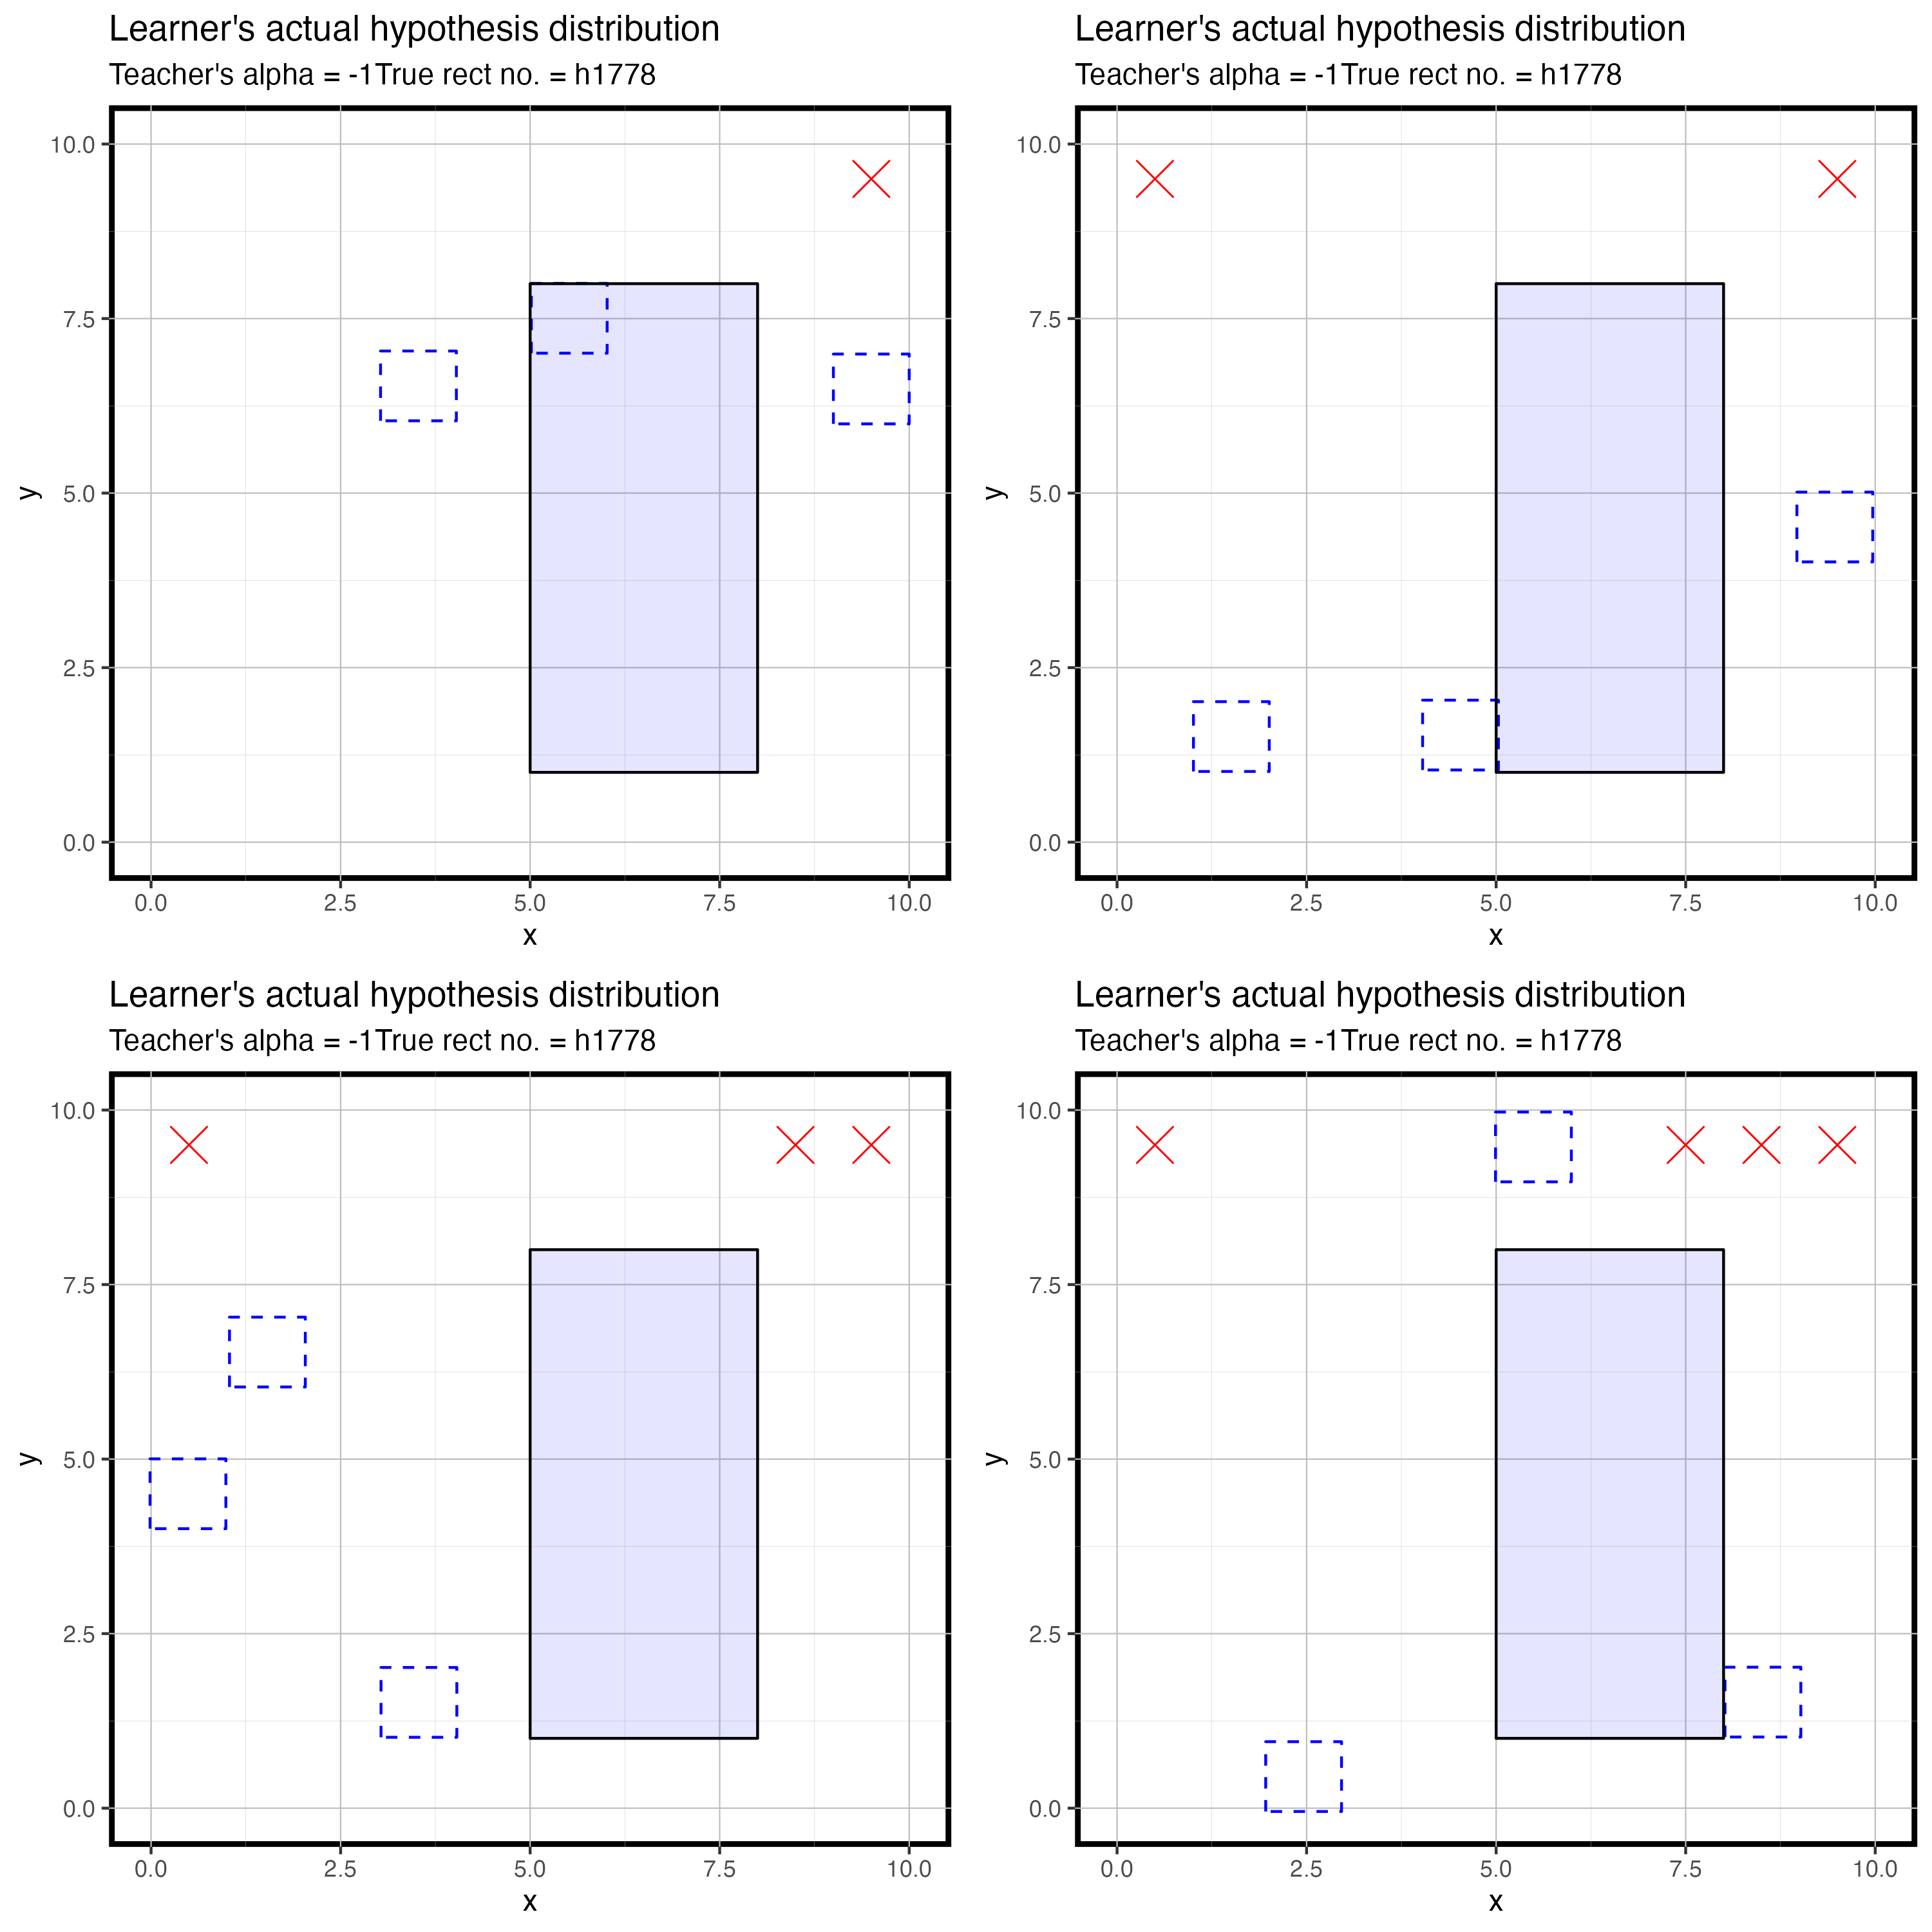 Learner's actual hypothesis distribution
Teacher's alpha = -1True rect no. = h1778
10.0
7.5
5.0
2.5
0.0
y
0.0 2.5 5.0 7.5 10.0
x
Learner's actual hypothesis distribution
Teacher's alpha = -1True rect no. = h1778
10.0
7.5
5.0
2.5
0.0
y
0.0 2.5 5.0 7.5 10.0
x
Learner's actual hypothesis distribution
Teacher's alpha = -1True rect no. = h1778
10.0
7.5
5.0
2.5
0.0
y
0.0 2.5 5.0 7.5 10.0
x
Learner's actual hypothesis distribution
Teacher's alpha = -1True rect no. = h1778
10.0
7.5
5.0
2.5
0.0
y
0.0 2.5 5.0 7.5 10.0
x